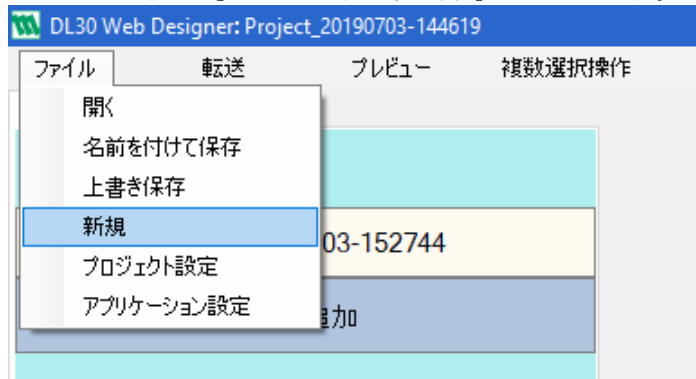 DL30 Web Designer: Project_20190703-144619
ファイル 転送 プレビュー 複数選択操作
開く
名前を付けて保存
上書き保存
新規
03-152744
プロジェクト設定
アプリケーション設定
追加